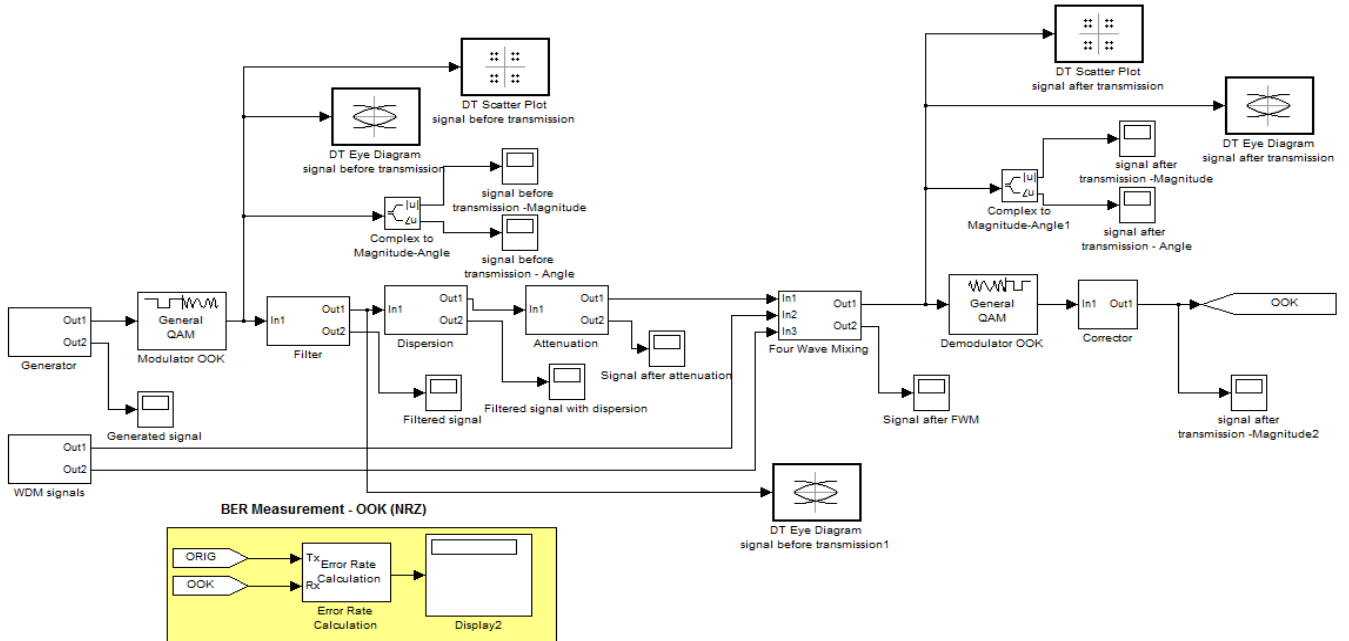 DT Scatter Plot
signal before transmission
DT Eye Diagram
signal before transmission
signal before
transmission -Magnitude
|u|
∠u
Complex to
Magnitude-Angle
signal before
transmission - Angle
DT Scatter Plot
signal after transmission
DT Eye Diagram
signal after transmission
signal after
transmission -Magnitude
|u|
∠u
Complex to
Magnitude-Angle1
signal after
transmission - Angle
Out1
Out2
Generator
General
QAM
Modulator OOK
In1
Out1
Out2
Filter
In1
Out1
Out2
Dispersion
In1
Out1
Out2
Attenuation
In1
In2
In3
Out1
Out2
Four Wave Mixing
General
QAM
Demodulator OOK
In1
Out1
Corrector
OOK
Generated signal
Filtered signal
Filtered signal with dispersion
Signal after attenuation
Signal after FWM
signal after
transmission -Magnitude2
Out1
Out2
WDM signals
DT Eye Diagram
signal before transmission1
BER Measurement - OOK (NRZ)
ORIG
OOK
Tx
Rx
Error Rate
Calculation
Error Rate
Calculation
Display2